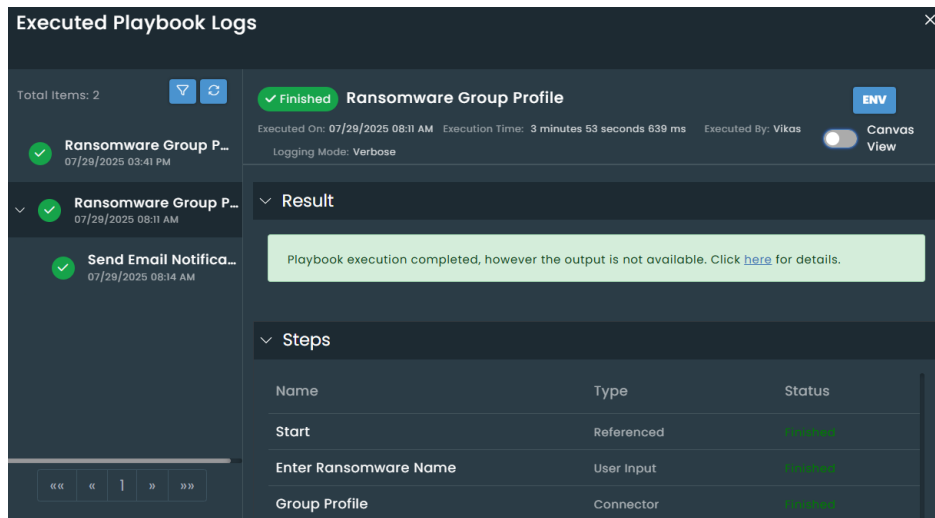 Executed Playbook Logs
Total Items: 2
Ransomware Group P...
07/29/2025 03:41 PM
Ransomware Group P...
07/29/2025 08:11 AM
Send Email Notifica...
07/29/2025 08:14 AM
«« « 1 » »»
Finished Ransomware Group Profile
ENV
Executed On: 07/29/2025 08:11 AM Execution Time: 3 minutes 53 seconds 639 ms Executed By: Vikas
Canvas
View
Logging Mode: Verbose
Result
Playbook execution completed, however the output is not available. Click here for details.
Steps
Name Type Status
Start Referenced Finished
Enter Ransomware Name User Input Finished
Group Profile Connector Finished